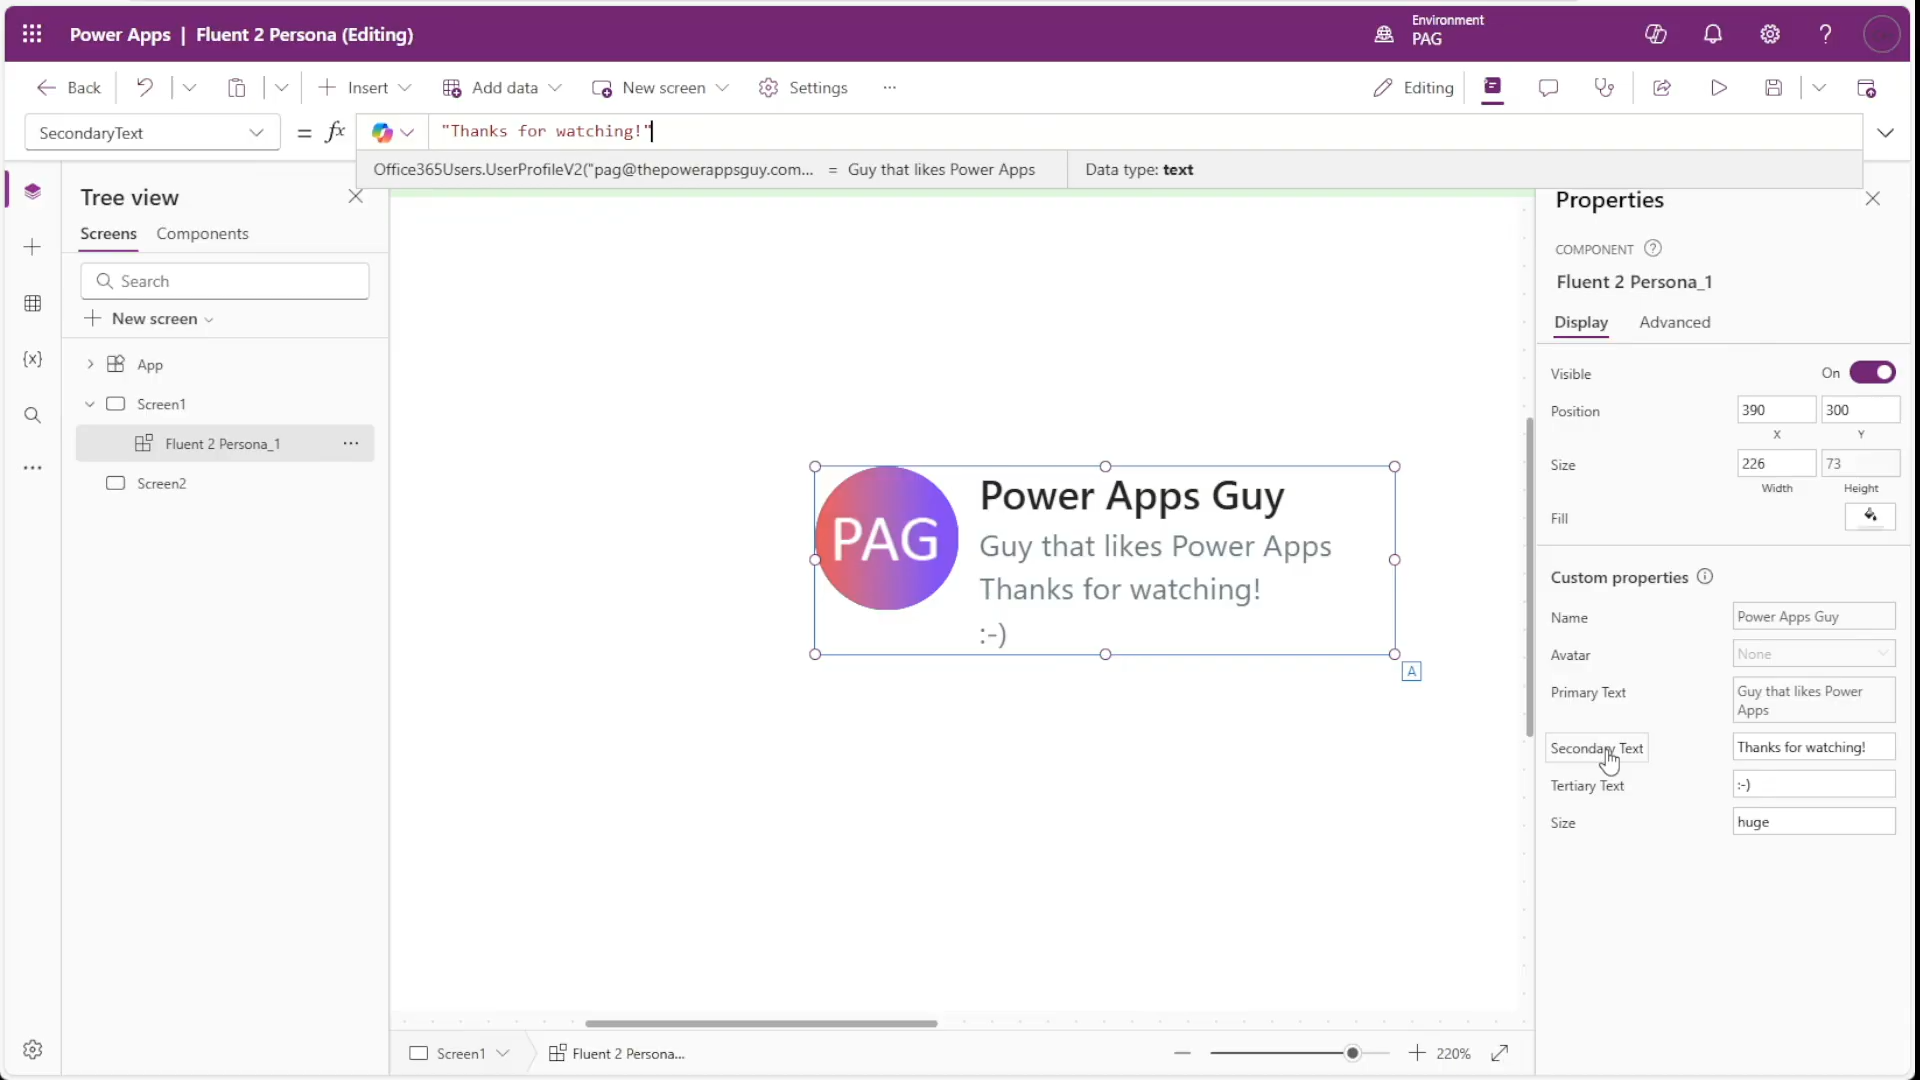 Power Apps | Fluent 2 Persona (Editing)
Environment
PAG
?
Back
Insert
Add data
New screen
Settings
...
Editing
SecondaryText
= fx
"Thanks for watching!"
Office365Users.UserProfileV2("pag@thepowerappsguy.com... = Guy that likes Power Apps
Data type: text
Tree view
Screens
Components
Search
New screen
App
Screen1
Fluent 2 Persona_1
...
Screen2
{x}
PAG
Power Apps Guy
Guy that likes Power Apps
Thanks for watching!
:-)
A
Properties
COMPONENT ?
Fluent 2 Persona_1
Display
Advanced
Visible
On
Position
390
300
X
Y
Size
226
73
Width
Height
Fill
Custom properties
Name
Power Apps Guy
Avatar
None
Primary Text
Guy that likes Power
Apps
Secondary Text
Thanks for watching!
Tertiary Text
:-)
Size
huge
Screen1
Fluent 2 Persona...
220%